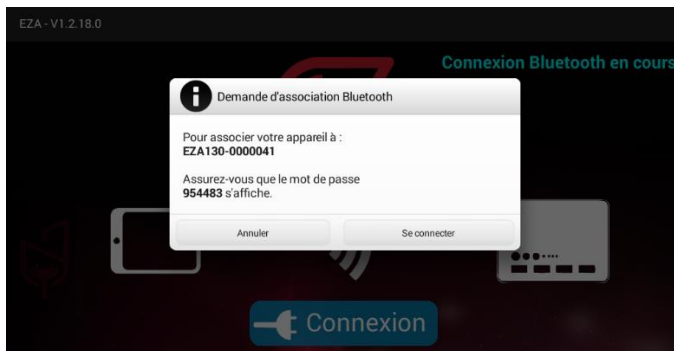 EZA - V1.2.18.0
Connexion Bluetooth en cours
Demande d'association Bluetooth
Pour associer votre appareil à :
EZA130-0000041
Assurez-vous que le mot de passe
954483 s'affiche.
Annuler
Se connecter
Connexion